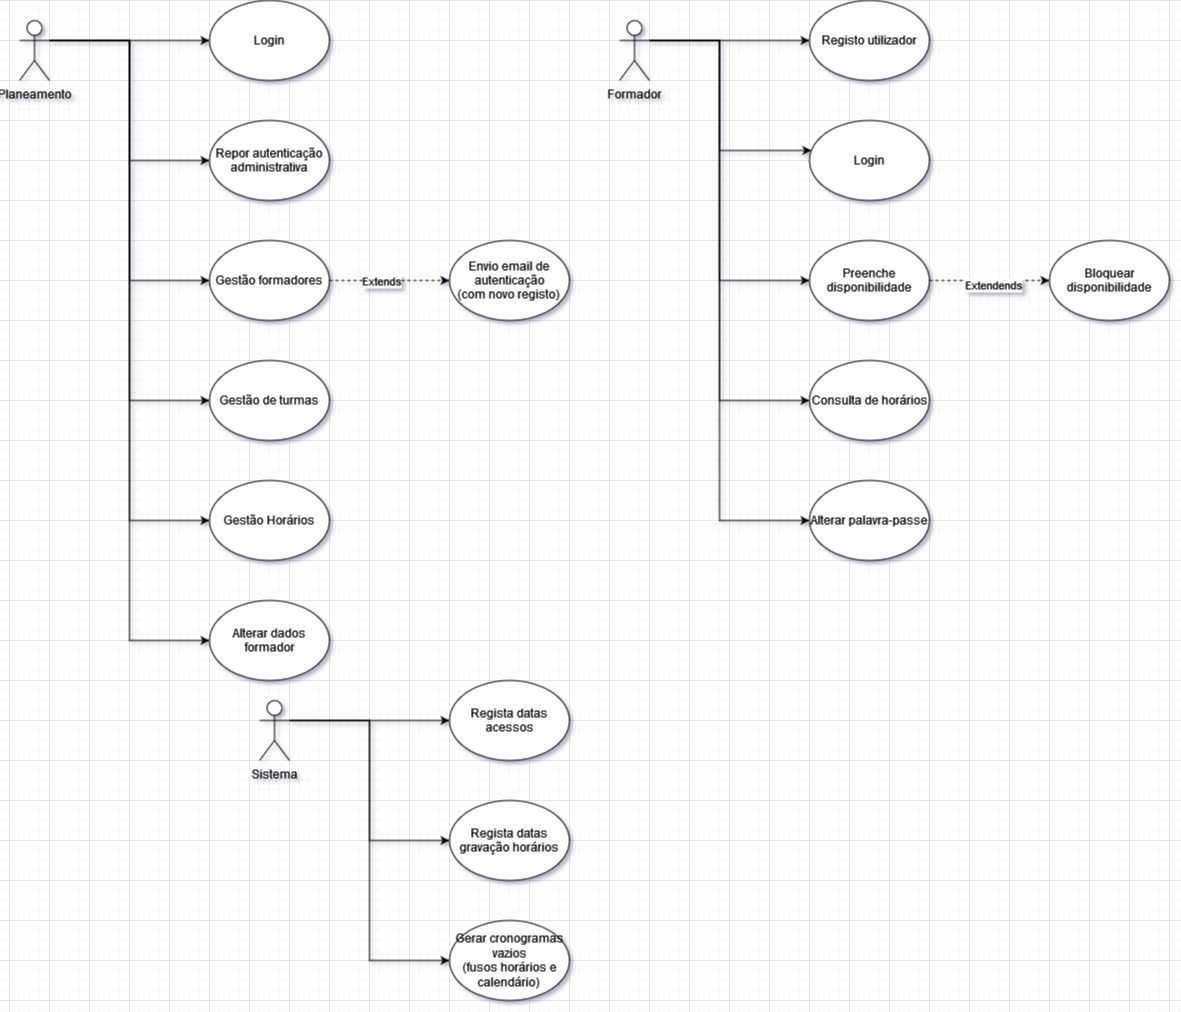 Planeamento
Login
Repor autenticação
administrativa
Gestão formadores
Extends
Envio email de
autenticação
(com novo registo)
Gestão de turmas
Gestão Horários
Alterar dados
formador
Formador
Registo utilizador
Login
Preenche
disponibilidade
Extendends
Bloquear
disponibilidade
Consulta de horários
Alterar palavra-passe
Sistema
Regista datas
acessos
Regista datas
gravação horários
Gerar cronogramas
vazios
(fusos horários e
calendário)